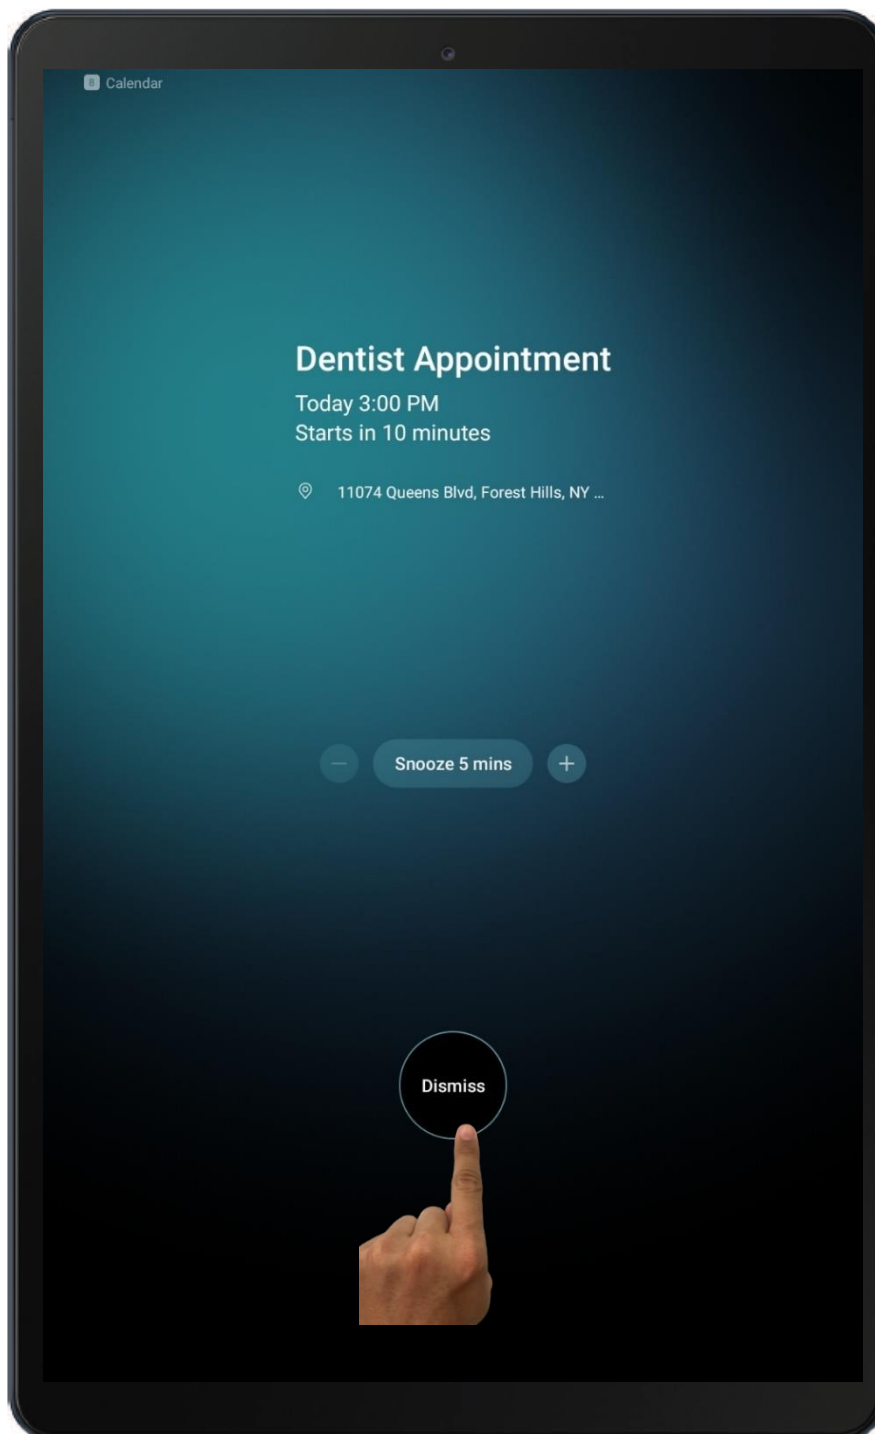 Calendar
Dentist Appointment
Today 3:00 PM
Starts in 10 minutes
11074 Queens Blvd, Forest Hills, NY ...
Snooze 5 mins
Dismiss